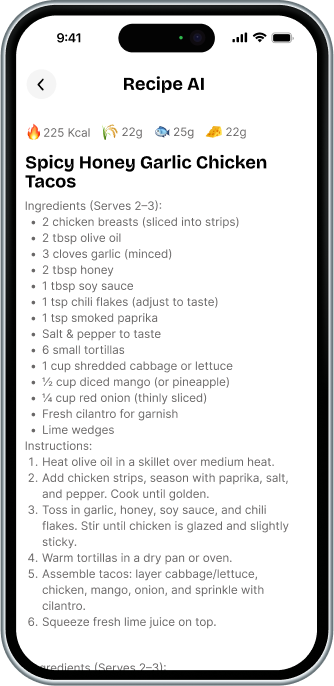 9:41
Recipe AI
225 Kcal 22g 25g 22g
Spicy Honey Garlic Chicken
Tacos
Ingredients (Serves 2–3):
• 2 chicken breasts (sliced into strips)
• 2 tbsp olive oil
• 3 cloves garlic (minced)
• 2 tbsp honey
• 1 tbsp soy sauce
• 1 tsp chili flakes (adjust to taste)
• 1 tsp smoked paprika
• Salt & pepper to taste
• 6 small tortillas
• 1 cup shredded cabbage or lettuce
• ½ cup diced mango (or pineapple)
• ¼ cup red onion (thinly sliced)
• Fresh cilantro for garnish
• Lime wedges
Instructions:
1. Heat olive oil in a skillet over medium heat.
2. Add chicken strips, season with paprika, salt,
and pepper. Cook until golden.
3. Toss in garlic, honey, soy sauce, and chili
flakes. Stir until chicken is glazed and slightly
sticky.
4. Warm tortillas in a dry pan or oven.
5. Assemble tacos: layer cabbage/lettuce,
chicken, mango, onion, and sprinkle with
cilantro.
6. Squeeze fresh lime juice on top.
(Serves 2–3):